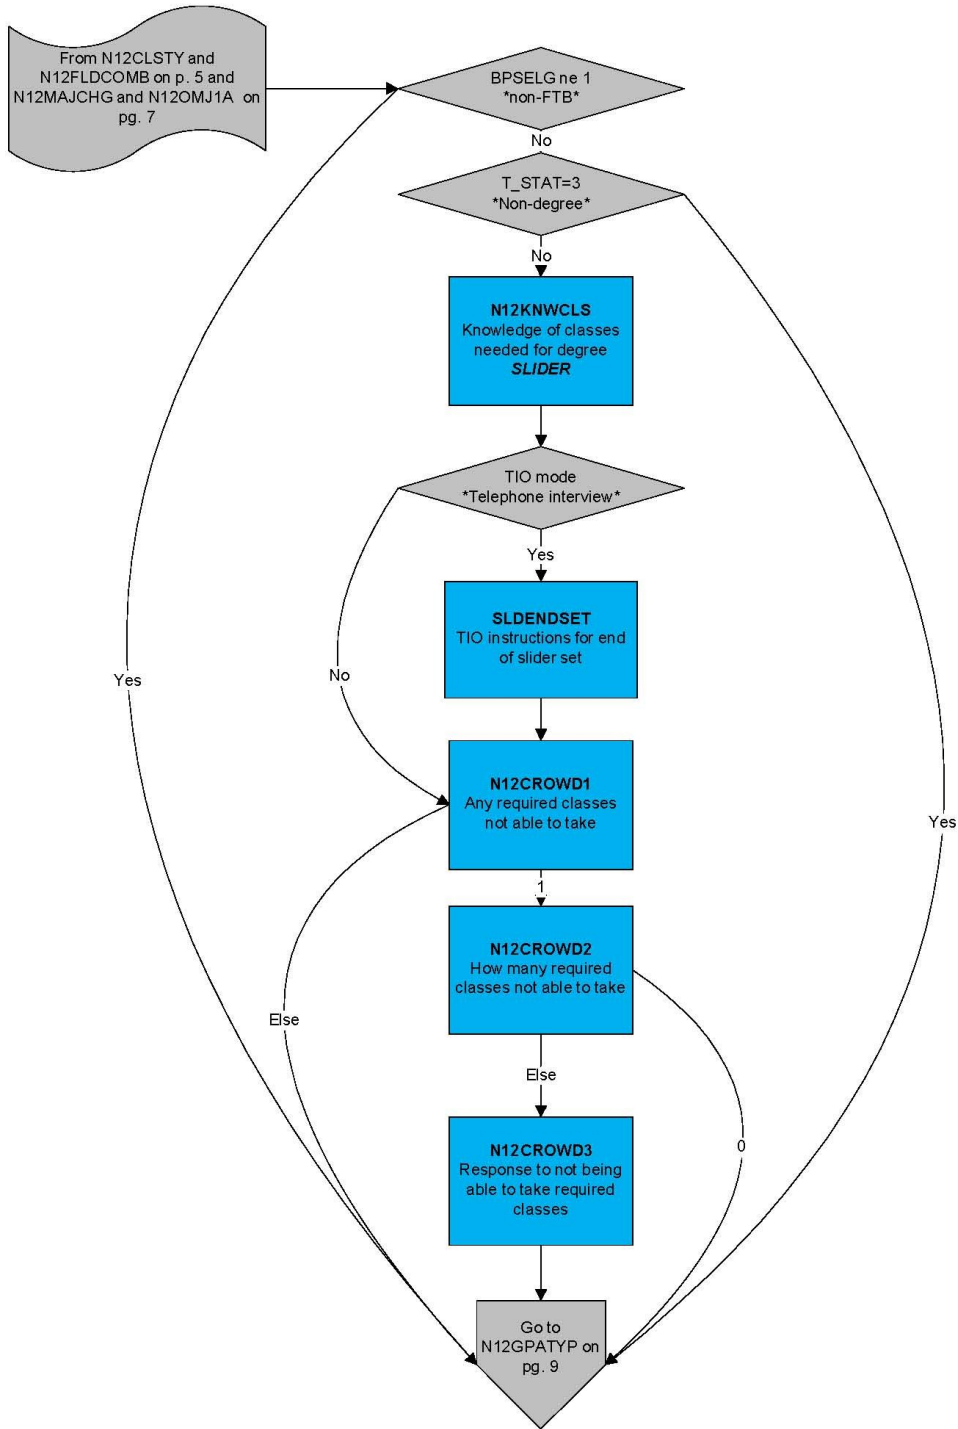 From N12CLSTY and
N12FLDCOMB on p. 5 and
N12MAJCHG and N12OMJ1A on
pg. 7
BPSELG ne 1
*non-FTB*
No
T_STAT=3
*Non-degree*
No
N12KNWCLS
Knowledge of classes
needed for degree
SLIDER
TIO mode
*Telephone interview*
Yes
SLDENDSET
TIO instructions for end
of slider set
No
Yes
N12CROWD1
Any required classes
not able to take
Yes
1
N12CROWD2
How many required
classes not able to take
Else
Else
0
N12CROWD3
Response to not being
able to take required
classes
Go to
N12GPATYP on
pg. 9